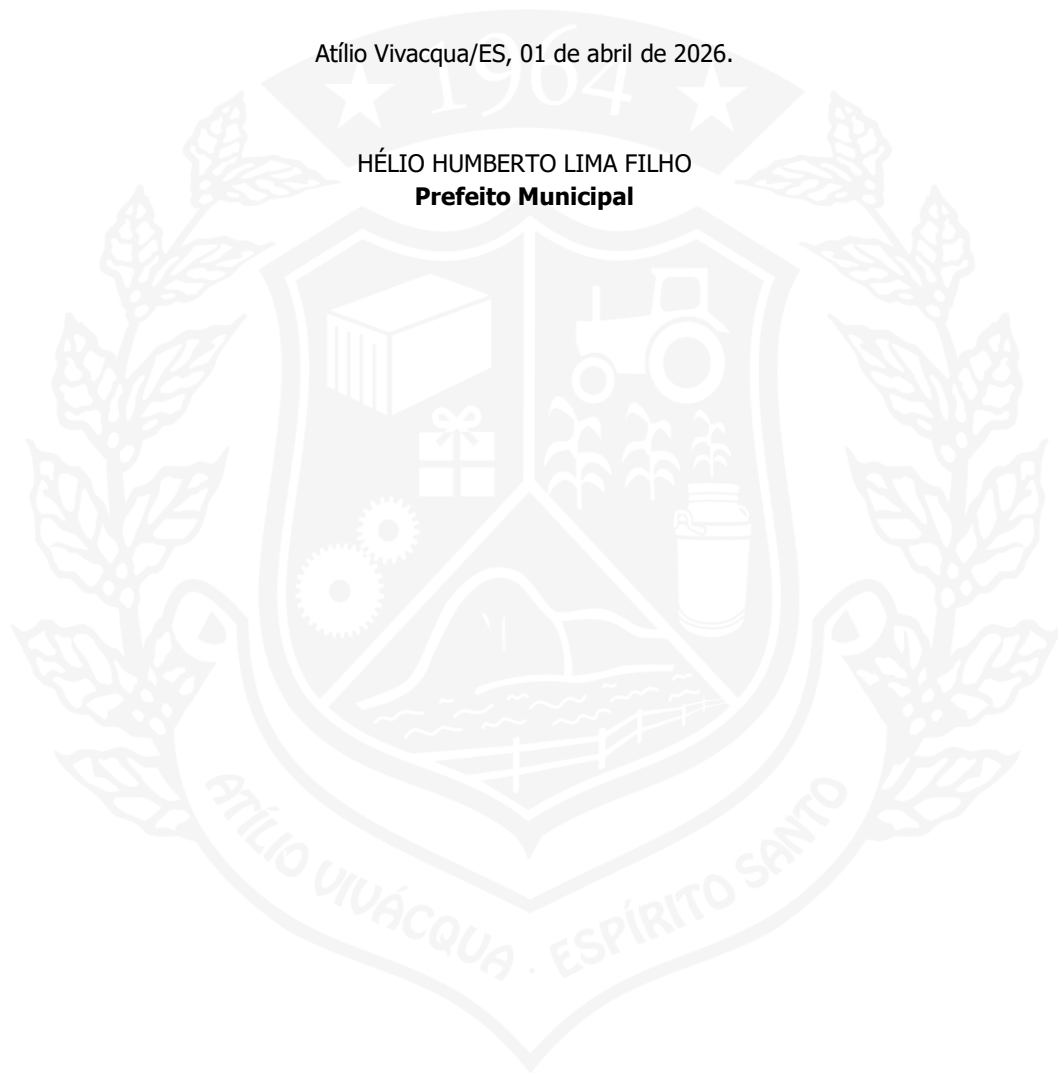 Atílio Vivacqua/ES, 01 de abril de 2026.
1964
HÉLIO HUMBERTO LIMA FILHO
Prefeito Municipal
ATÍLIO VIVÁCQUA · ESPÍRITO SANTO